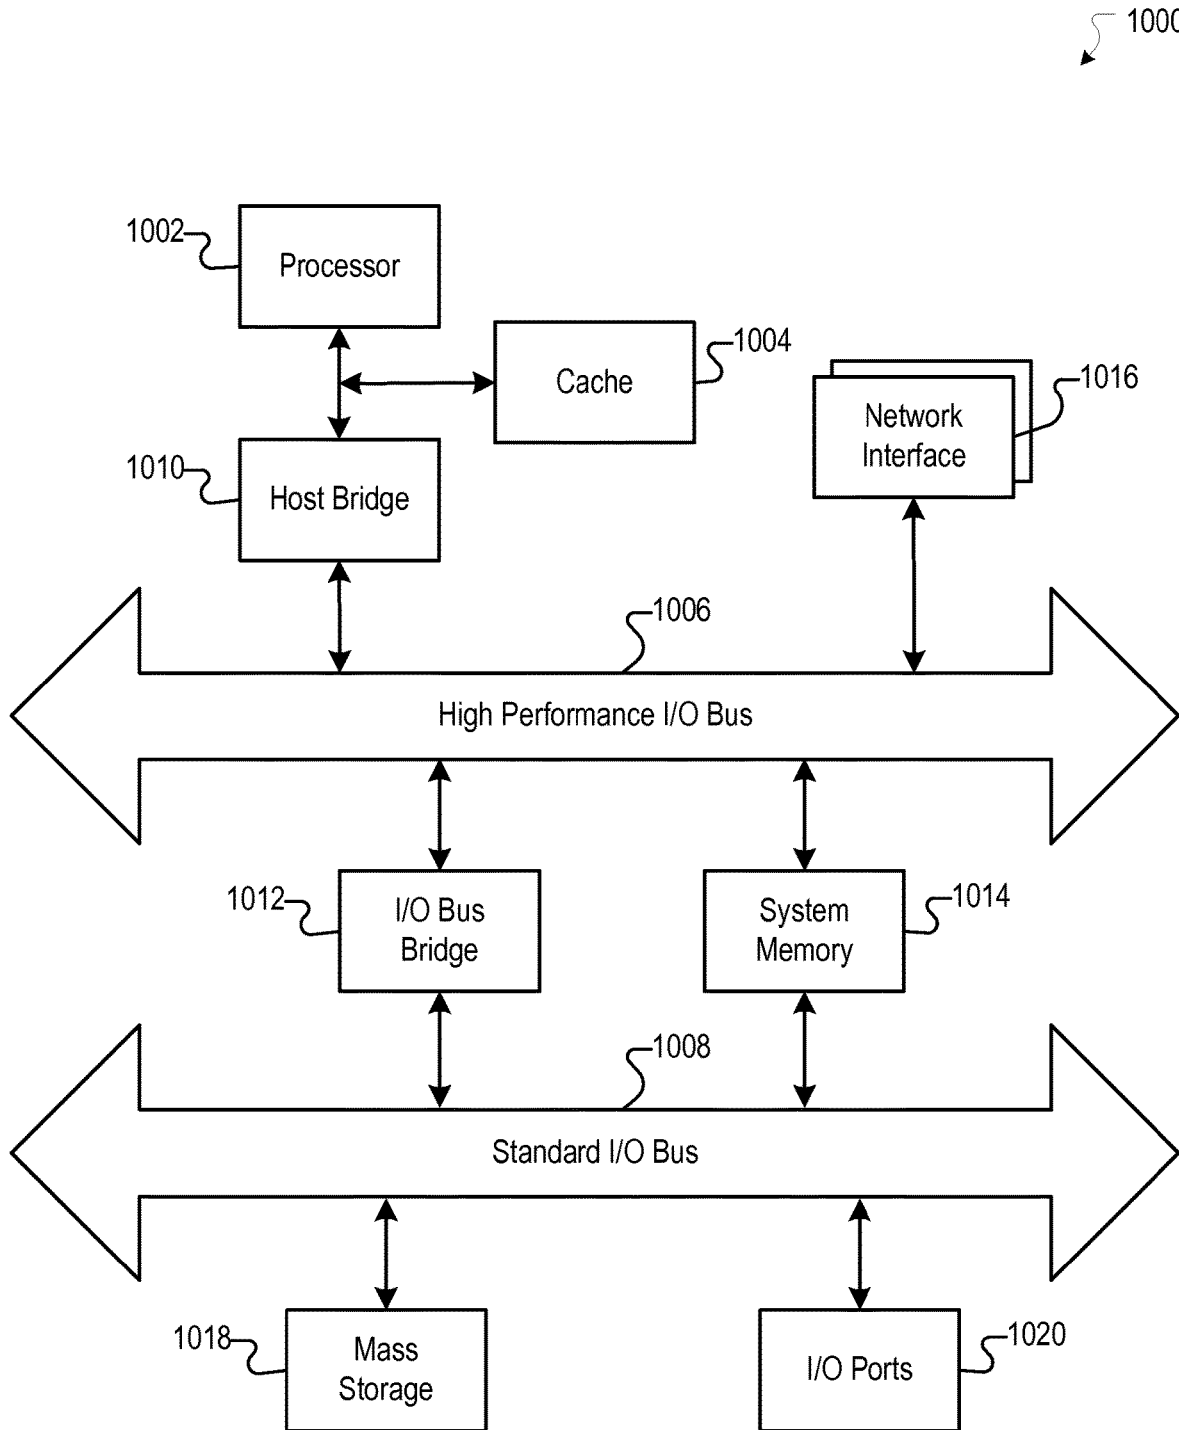 1000
1002
Processor
1004
Cache
1016
Network
Interface
1010
Host Bridge
1006
High Performance I/O Bus
1012
I/O Bus
Bridge
1014
System
Memory
1008
Standard I/O Bus
1018
Mass
Storage
1020
I/O Ports